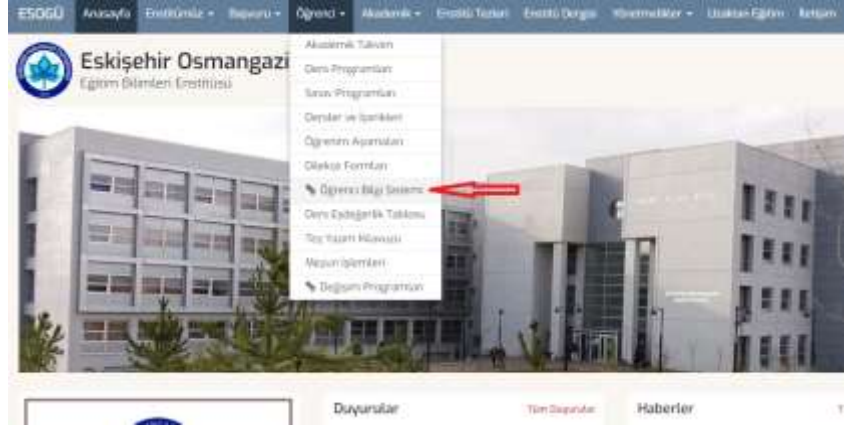 ESOGÜ Anasayfa Enstitümüz Başvuru Öğrenci Akademik Enstitü Tezleri Enstitü Dergisi Yönetmelikler Uzaktan Eğitim İletişim
Eskişehir Osmangazi
Eğitim Bilimleri Enstitüsü
Akademik Takvim
Ders Programları
Sınav Programları
Dersler ve İçerikleri
Öğrenim Aşamaları
Dilekçe Formları
Öğrenci Bilgi Sistemi
Ders Eşdeğerlik Tablosu
Tez Yazım Kılavuzu
Mezun İşlemleri
Değişim Programları
Duyurular Tüm Duyurular Haberler